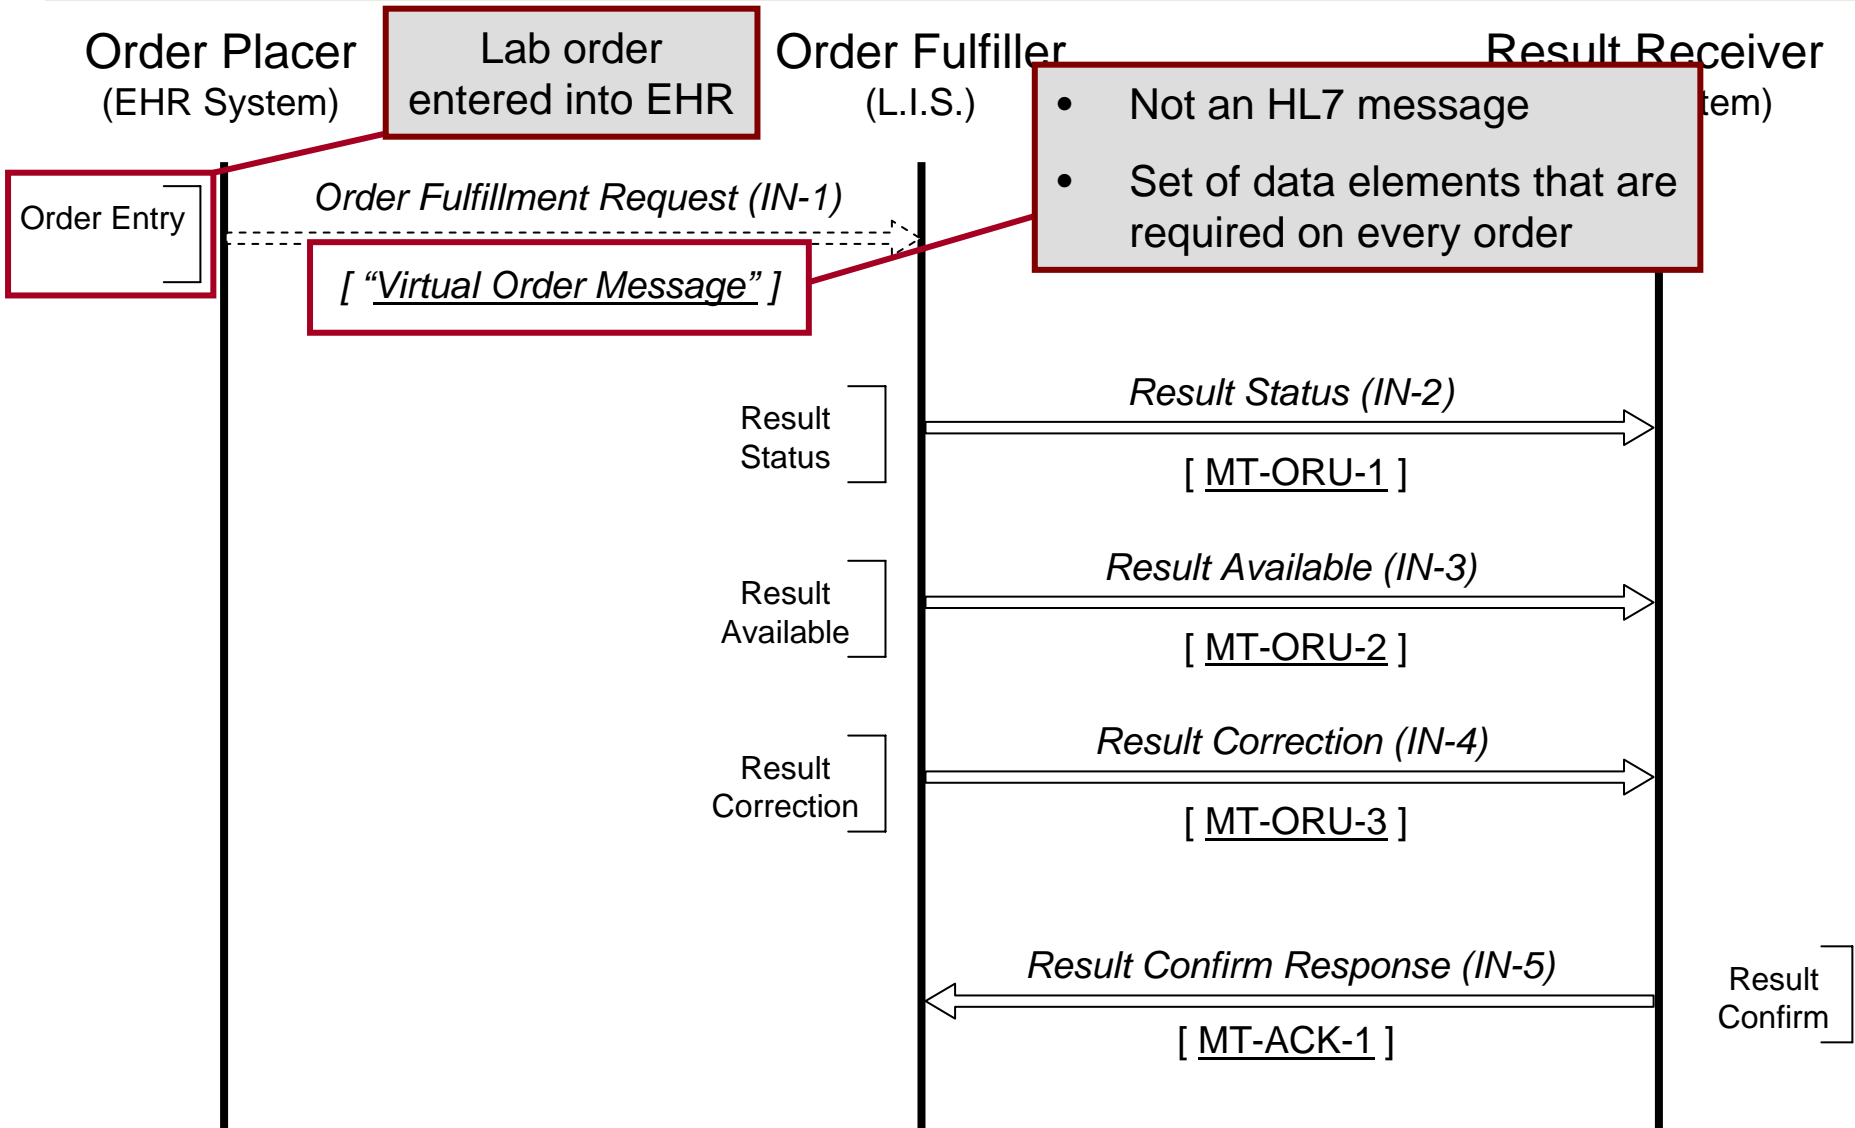 Order Placer
(EHR System)
Lab order
entered into EHR
Order Fulfiller
(L.I.S.)
Result Receiver
tem)
• Not an HL7 message
• Set of data elements that are
required on every order
Order Entry
Order Fulfillment Request (IN-1)
[ “Virtual Order Message” ]
Result
Status
Result Status (IN-2)
[ MT-ORU-1 ]
Result
Available
Result Available (IN-3)
[ MT-ORU-2 ]
Result
Correction
Result Correction (IN-4)
[ MT-ORU-3 ]
Result Confirm Response (IN-5)
[ MT-ACK-1 ]
Result
Confirm